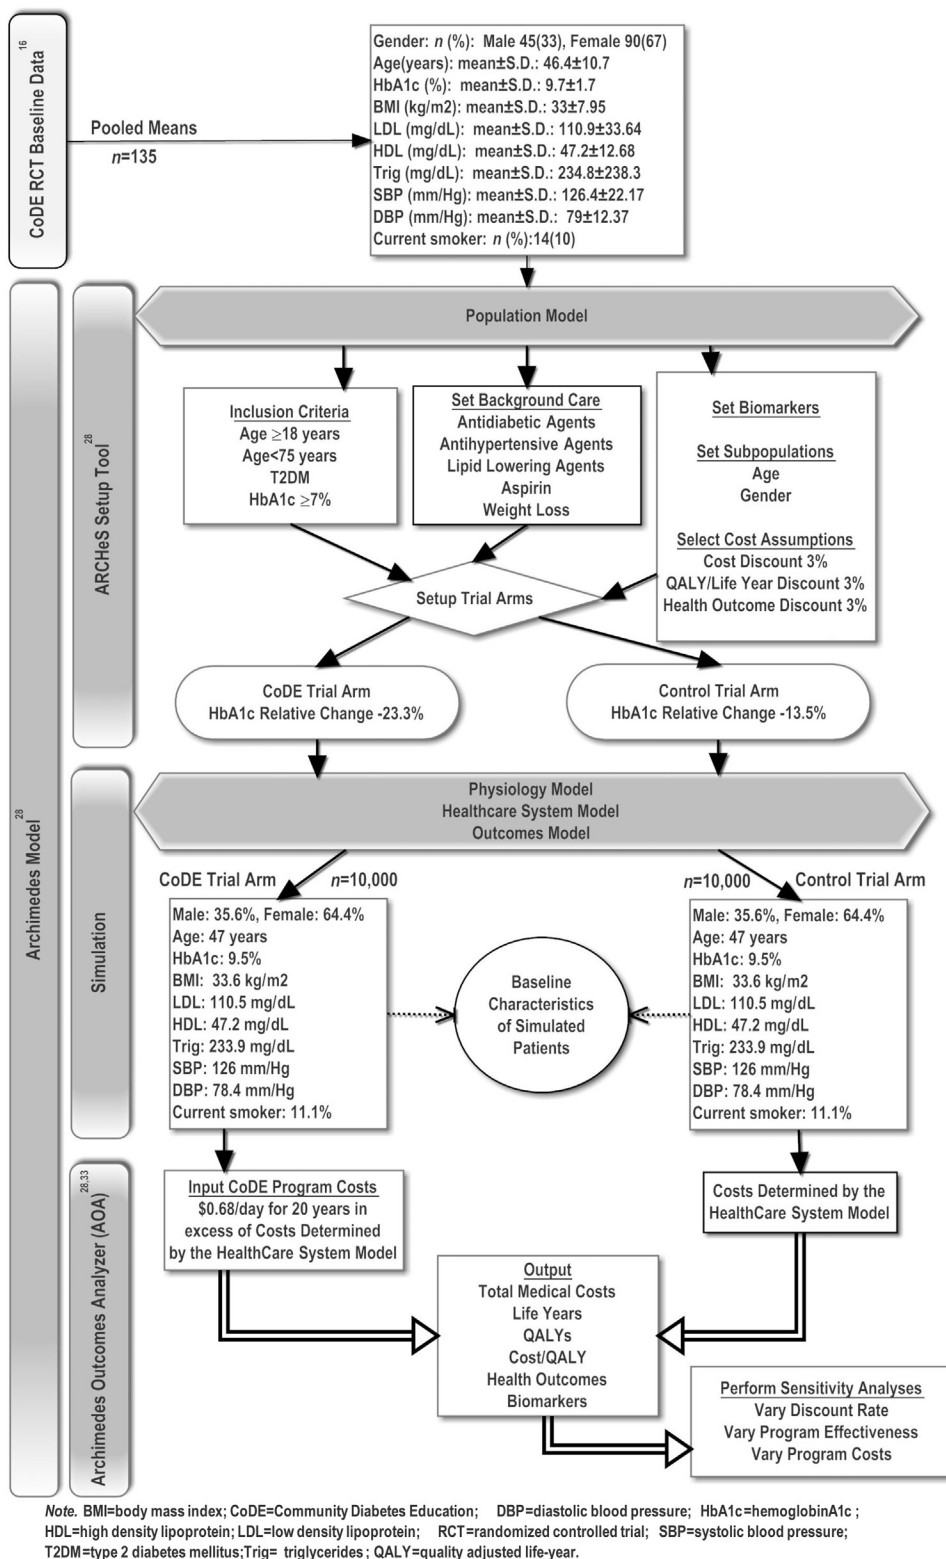 CoDE RCT Baseline Data16
Pooled Means
n=135
Gender: n (%): Male 45(33), Female 90(67)
Age(years): mean±S.D.: 46.4±10.7
HbA1c (%): mean±S.D.: 9.7±1.7
BMI (kg/m2): mean±S.D.: 33±7.95
LDL (mg/dL): mean±S.D.: 110.9±33.64
HDL (mg/dL): mean±S.D.: 47.2±12.68
Trig (mg/dL): mean±S.D.: 234.8±238.3
SBP (mm/Hg): mean±S.D.: 126.4±22.17
DBP (mm/Hg): mean±S.D.: 79±12.37
Current smoker: n (%):14(10)
Archimedes Model28
ARCHeS Setup Tool28
Population Model
Inclusion Criteria
Age ≥18 years
Age<75 years
T2DM
HbA1c ≥7%
Set Background Care
Antidiabetic Agents
Antihypertensive Agents
Lipid Lowering Agents
Aspirin
Weight Loss
Set Biomarkers
Set Subpopulations
Age
Gender
Select Cost Assumptions
Cost Discount 3%
QALY/Life Year Discount 3%
Health Outcome Discount 3%
Setup Trial Arms
CoDE Trial Arm
HbA1c Relative Change -23.3%
Control Trial Arm
HbA1c Relative Change -13.5%
Simulation
Physiology Model
Healthcare System Model
Outcomes Model
CoDE Trial Arm
n=10,000
Male: 35.6%, Female: 64.4%
Age: 47 years
HbA1c: 9.5%
BMI: 33.6 kg/m2
LDL: 110.5 mg/dL
HDL: 47.2 mg/dL
Trig: 233.9 mg/dL
SBP: 126 mm/Hg
DBP: 78.4 mm/Hg
Current smoker: 11.1%
Baseline
Characteristics
of Simulated
Patients
n=10,000
Control Trial Arm
Male: 35.6%, Female: 64.4%
Age: 47 years
HbA1c: 9.5%
BMI: 33.6 kg/m2
LDL: 110.5 mg/dL
HDL: 47.2 mg/dL
Trig: 233.9 mg/dL
SBP: 126 mm/Hg
DBP: 78.4 mm/Hg
Current smoker: 11.1%
Archimedes Outcomes Analyzer (AOA)28,33
Input CoDE Program Costs
$0.68/day for 20 years in
excess of Costs Determined
by the HealthCare System Model
Costs Determined by the
HealthCare System Model
Output
Total Medical Costs
Life Years
QALYs
Cost/QALY
Health Outcomes
Biomarkers
Perform Sensitivity Analyses
Vary Discount Rate
Vary Program Effectiveness
Vary Program Costs
Note. BMI=body mass index; CoDE=Community Diabetes Education; DBP=diastolic blood pressure; HbA1c=hemoglobinA1c ;
HDL=high density lipoprotein; LDL=low density lipoprotein; RCT=randomized controlled trial; SBP=systolic blood pressure;
T2DM=type 2 diabetes mellitus;Trig= triglycerides ; QALY=quality adjusted life-year.